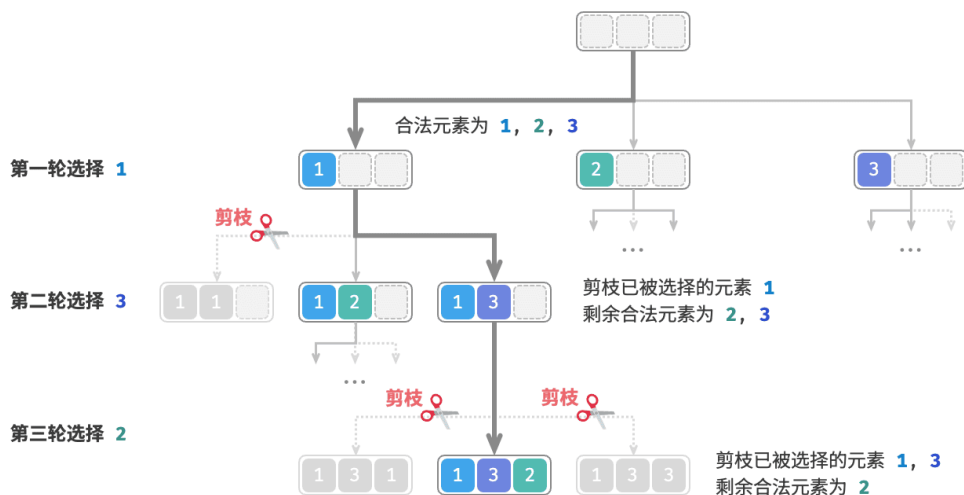 合法元素为 1, 2, 3
第一轮选择 1
1
2
3
剪枝
...
...
第二轮选择 3
1 1
1 2
1 3
剪枝已被选择的元素 1
剩余合法元素为 2, 3
...
剪枝
剪枝
第三轮选择 2
1 3 1
1 3 2
1 3 3
剪枝已被选择的元素 1, 3
剩余合法元素为 2